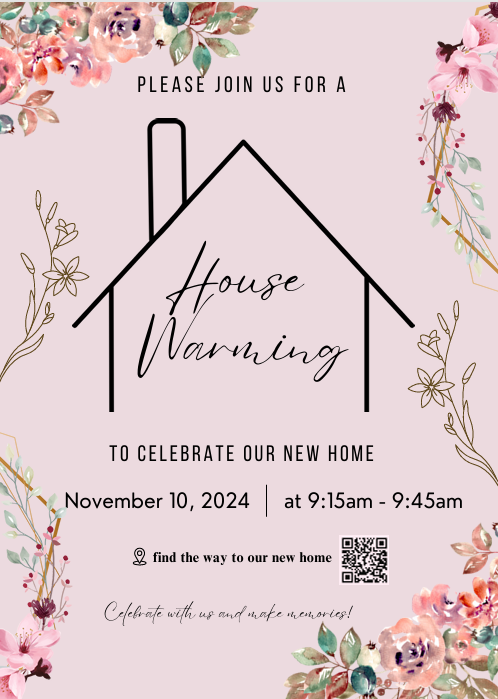 PLEASE JOIN US FOR A
House
Warming
TO CELEBRATE OUR NEW HOME
November 10, 2024 | at 9:15am - 9:45am
find the way to our new home
Celebrate with us and make memories!